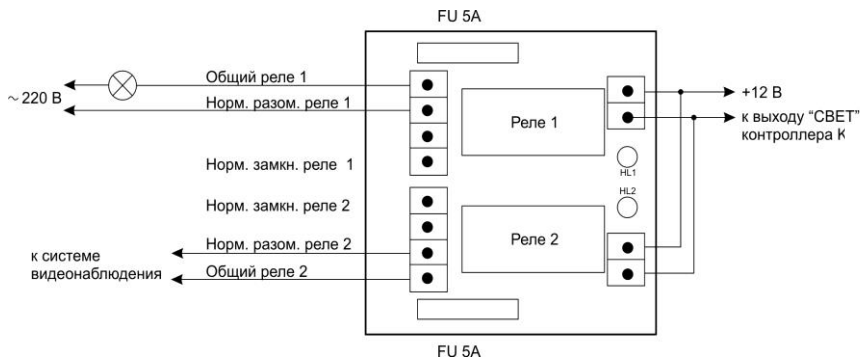 FU 5A
Общий реле 1
~ 220 В
Норм. разом. реле 1
Норм. замкн. реле 1
Реле 1
+12 В
к выходу “СВЕТ”
контроллера К
HL1
HL2
Норм. замкн. реле 2
Реле 2
Норм. разом. реле 2
Общий реле 2
к системе
видеонаблюдения
FU 5A